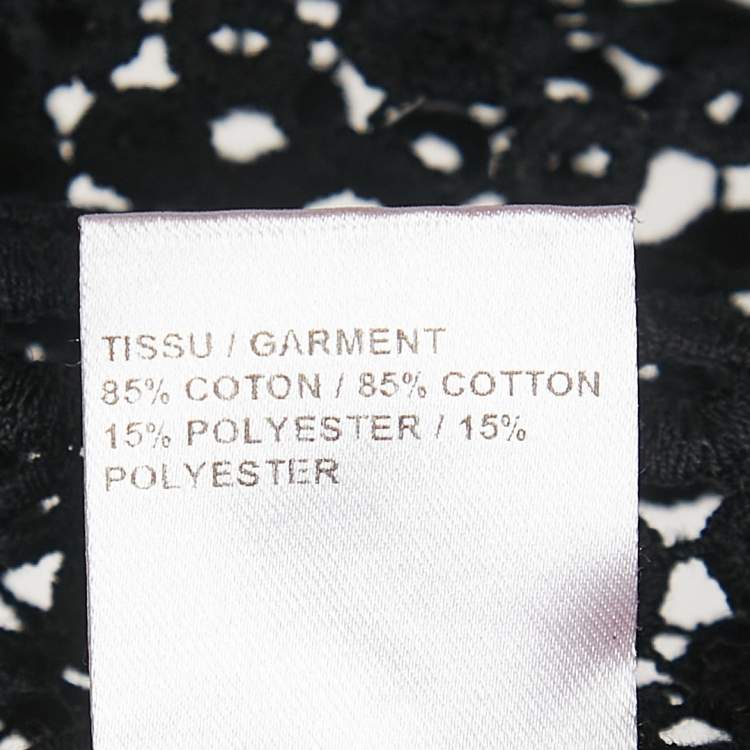 TISSU / GARMENT
85% COTON / 85% COTTON
15% POLYESTER / 15%
POLYESTER